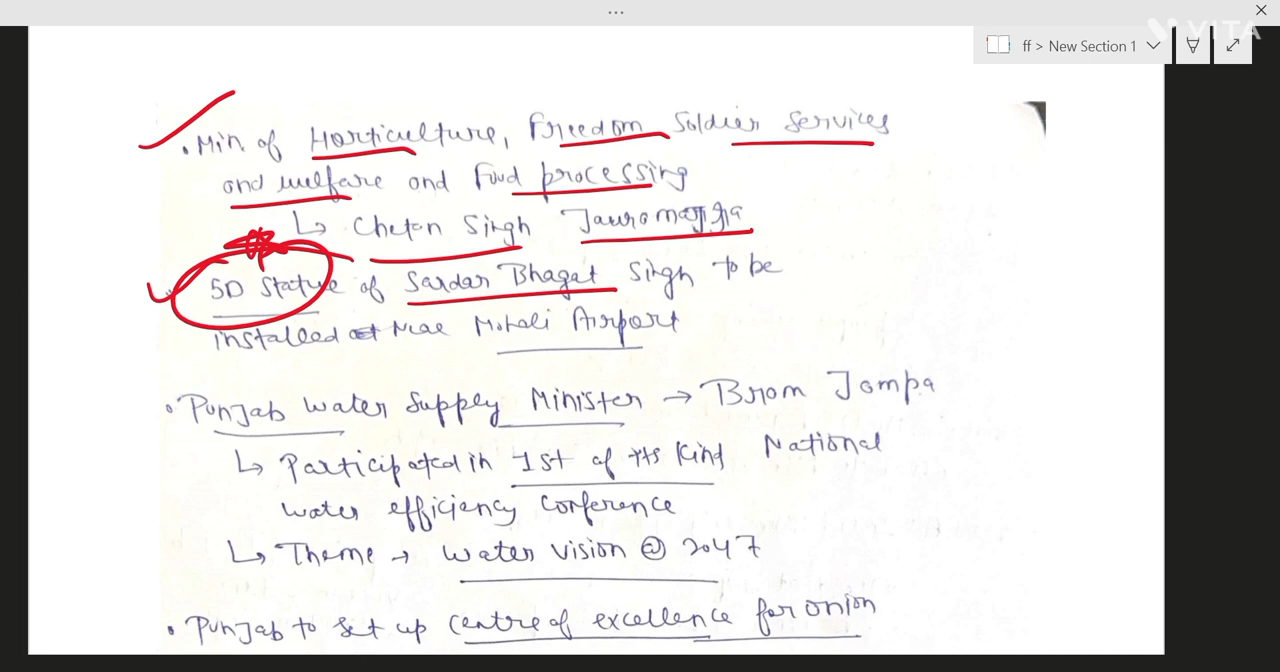 VITA
ff > New Section 1
• Min. of Horticulture, Freedom Soldier Services
and welfare and Food processing
↳ Chetan Singh Jauramajra
• 5D Statue of Sardar Bhagat Singh to be
installed near Mohali Airport
• Punjab water supply Minister → Brom Jompa
↳ Participated in 1st of its Kind National
water efficiency Conference
↳ Theme → water vision @ 2047
• Punjab to set up centre of excellence for onion